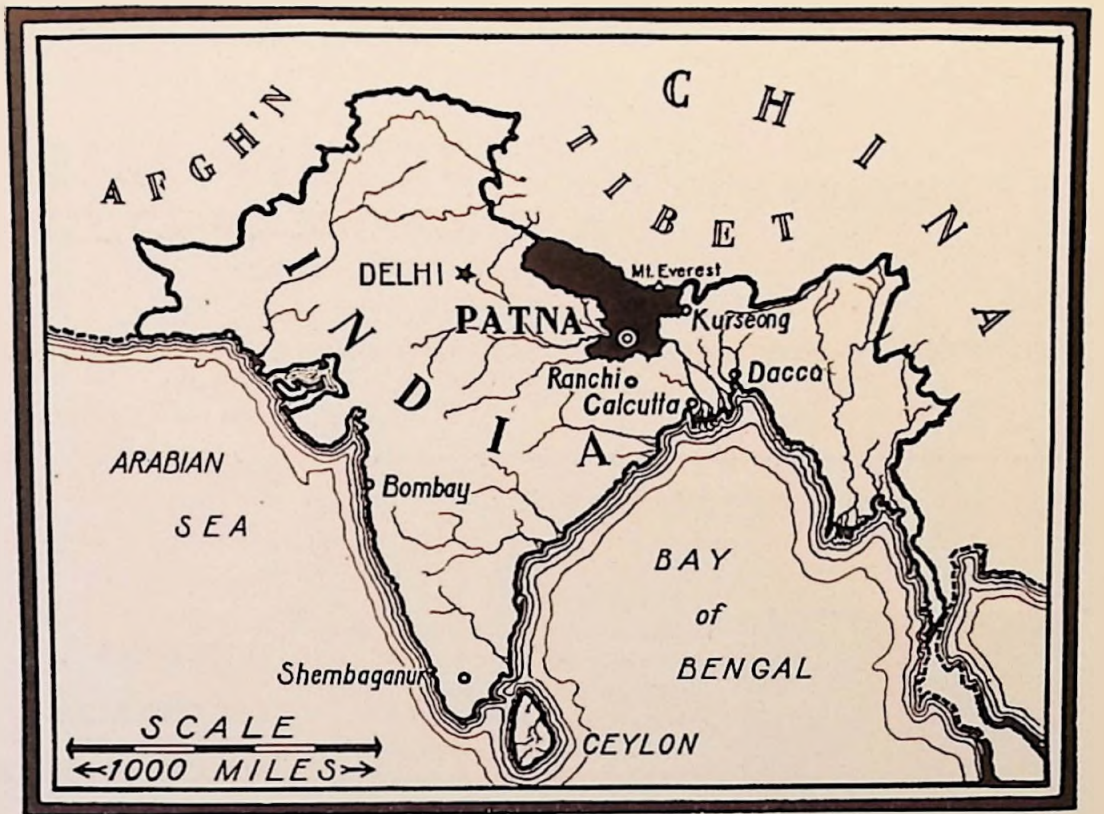 CHINA
AFGH'N
TIBET
INDIA
DELHI
Mt. Everest
PATNA
Kurseong
Ranchi
Dacca
Calcutta
ARABIAN
SEA
Bombay
BAY
of
BENGAL
Shembaganur
SCALE
1000 MILES
CEYLON